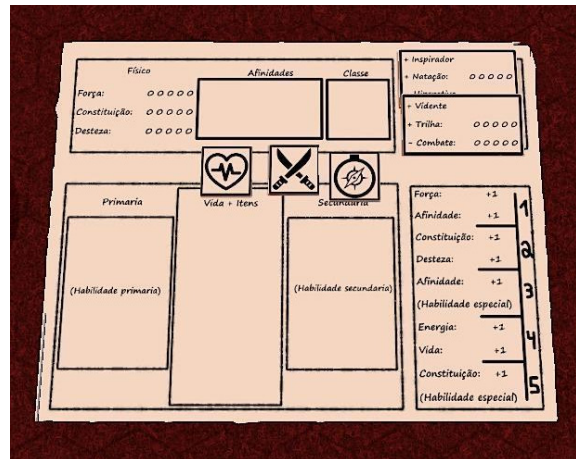 Físico
Força: o o o o o
Constituição: o o o o o
Desteza: o o o o o
Afinidades
Classe
+ Inspirador
+ Natação: o o o o o
+ Vidente
+ Trilha: o o o o o
- Combate: o o o o o
Primaria
(Habilidade primaria)
Vida + Itens
Secundaria
(Habilidade secundaria)
Força: +1
Afinidade: +1
1
Constituição: +1
Desteza: +1
2
Afinidade: +1
(Habilidade especial)
3
Energia: +1
Vida: +1
4
Constituição: +1
(Habilidade especial)
5